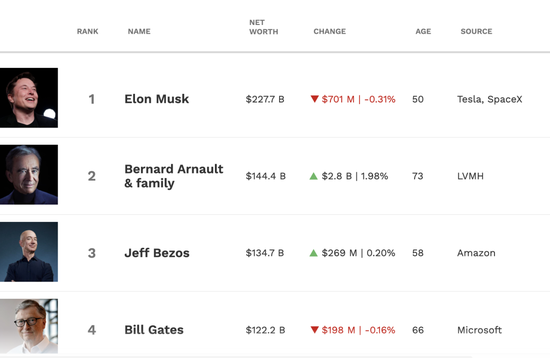 RANK NAME NET WORTH CHANGE AGE SOURCE
1 Elon Musk $227.7 B ▼ $701 M | -0.31% 50 Tesla, SpaceX
2 Bernard Arnault & family $144.4 B ▲ $2.8 B | 1.98% 73 LVMH
3 Jeff Bezos $134.7 B ▲ $269 M | 0.20% 58 Amazon
4 Bill Gates $122.2 B ▼ $198 M | -0.16% 66 Microsoft